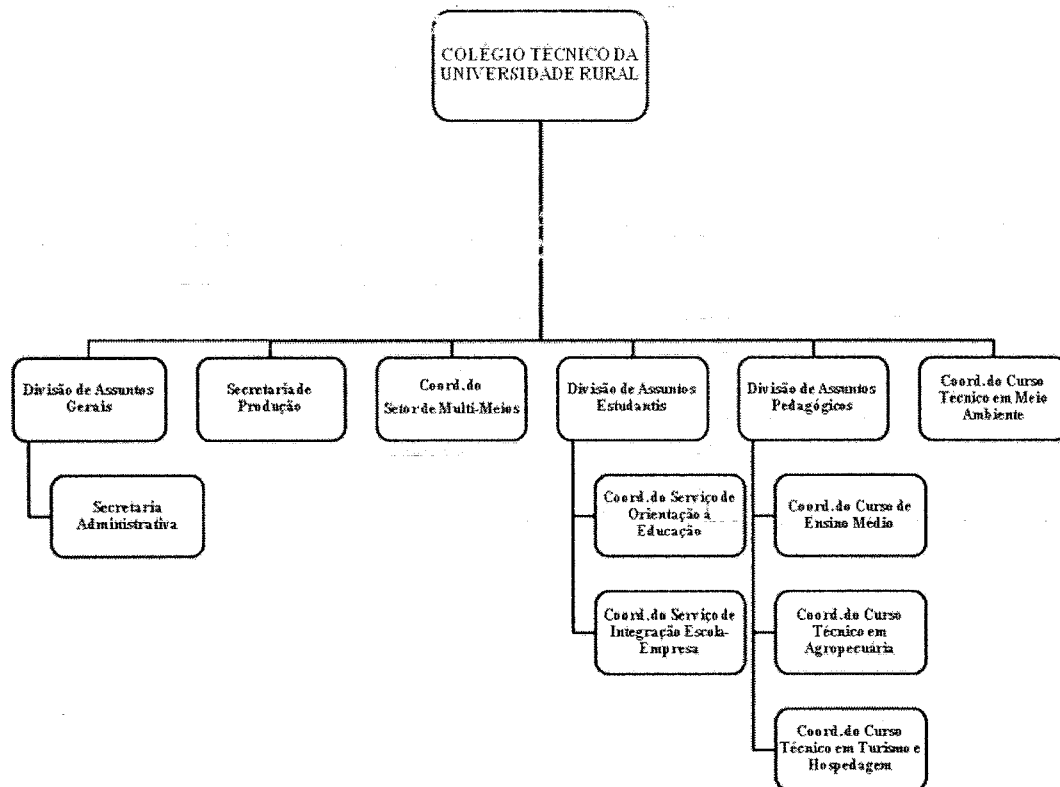 COLÉGIO TÉCNICO DA
UNIVERSIDADE RURAL
Divisão de Assuntos
Gerais
Secretaria de
Produção
Coord.do
Setor de Multi-Meios
Divisão de Assuntos
Estudantis
Divisão de Assuntos
Pedagógicos
Coord.do Curso
Técnico em Meio
Ambiente
Secretaria
Administrativa
Coord.do Serviço de
Orientação á
Educação
Coord.do Curso de
Ensino Médio
Coord.do Serviço de
Integração Escola-
Empresa
Coord.do Curso
Técnico em
Agropecuária
Coord.do Curso
Técnico em Turismo e
Hospedagem